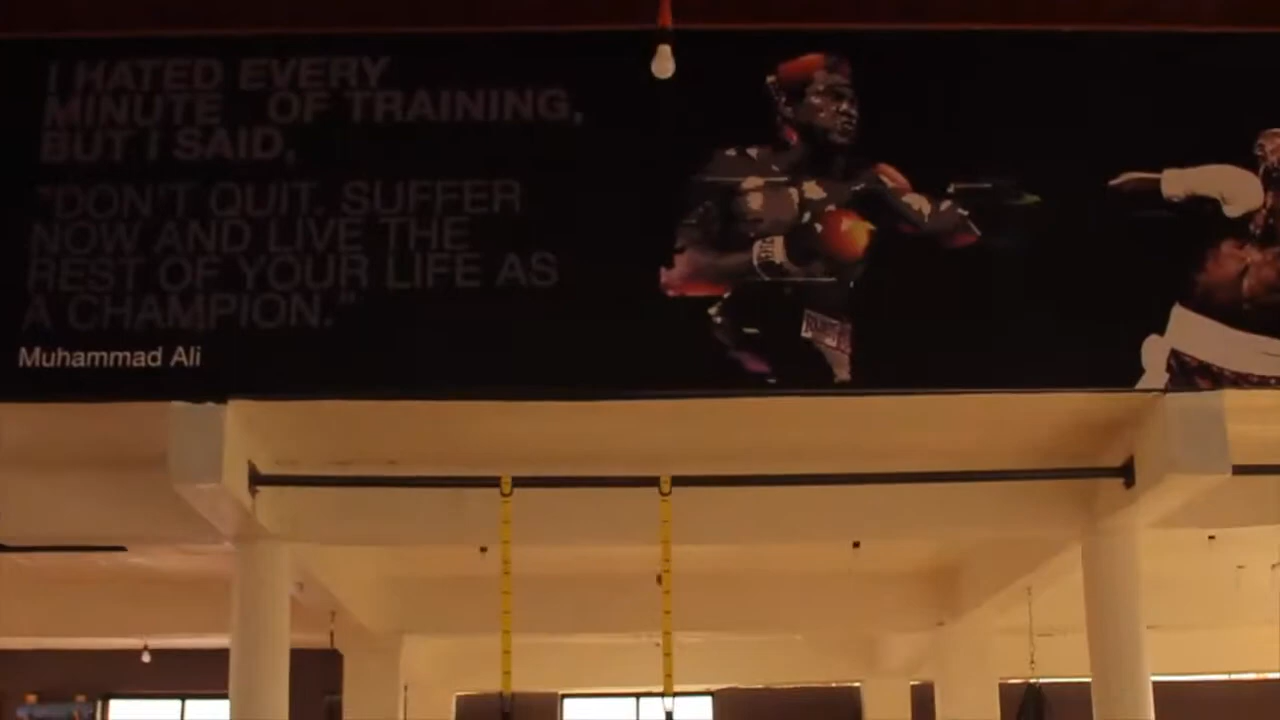 I HATED EVERY
MINUTE OF TRAINING,
BUT I SAID,
"DON'T QUIT. SUFFER
NOW AND LIVE THE
REST OF YOUR LIFE AS
A CHAMPION."
Muhammad Ali